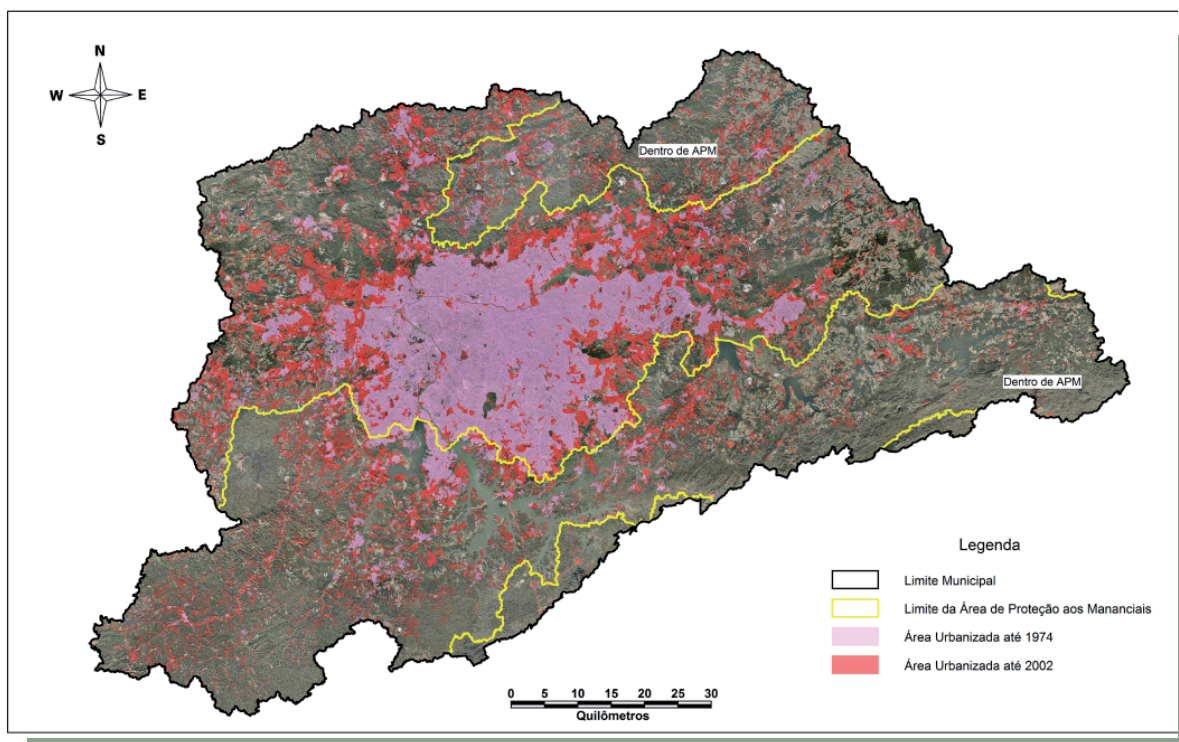 N
W E
S
Dentro de APM
Dentro de APM
Legenda
Limite Municipal
Limite da Área de Proteção aos Mananciais
Área Urbanizada até 1974
Área Urbanizada até 2002
0 5 10 15 20 25 30
Quilômetros